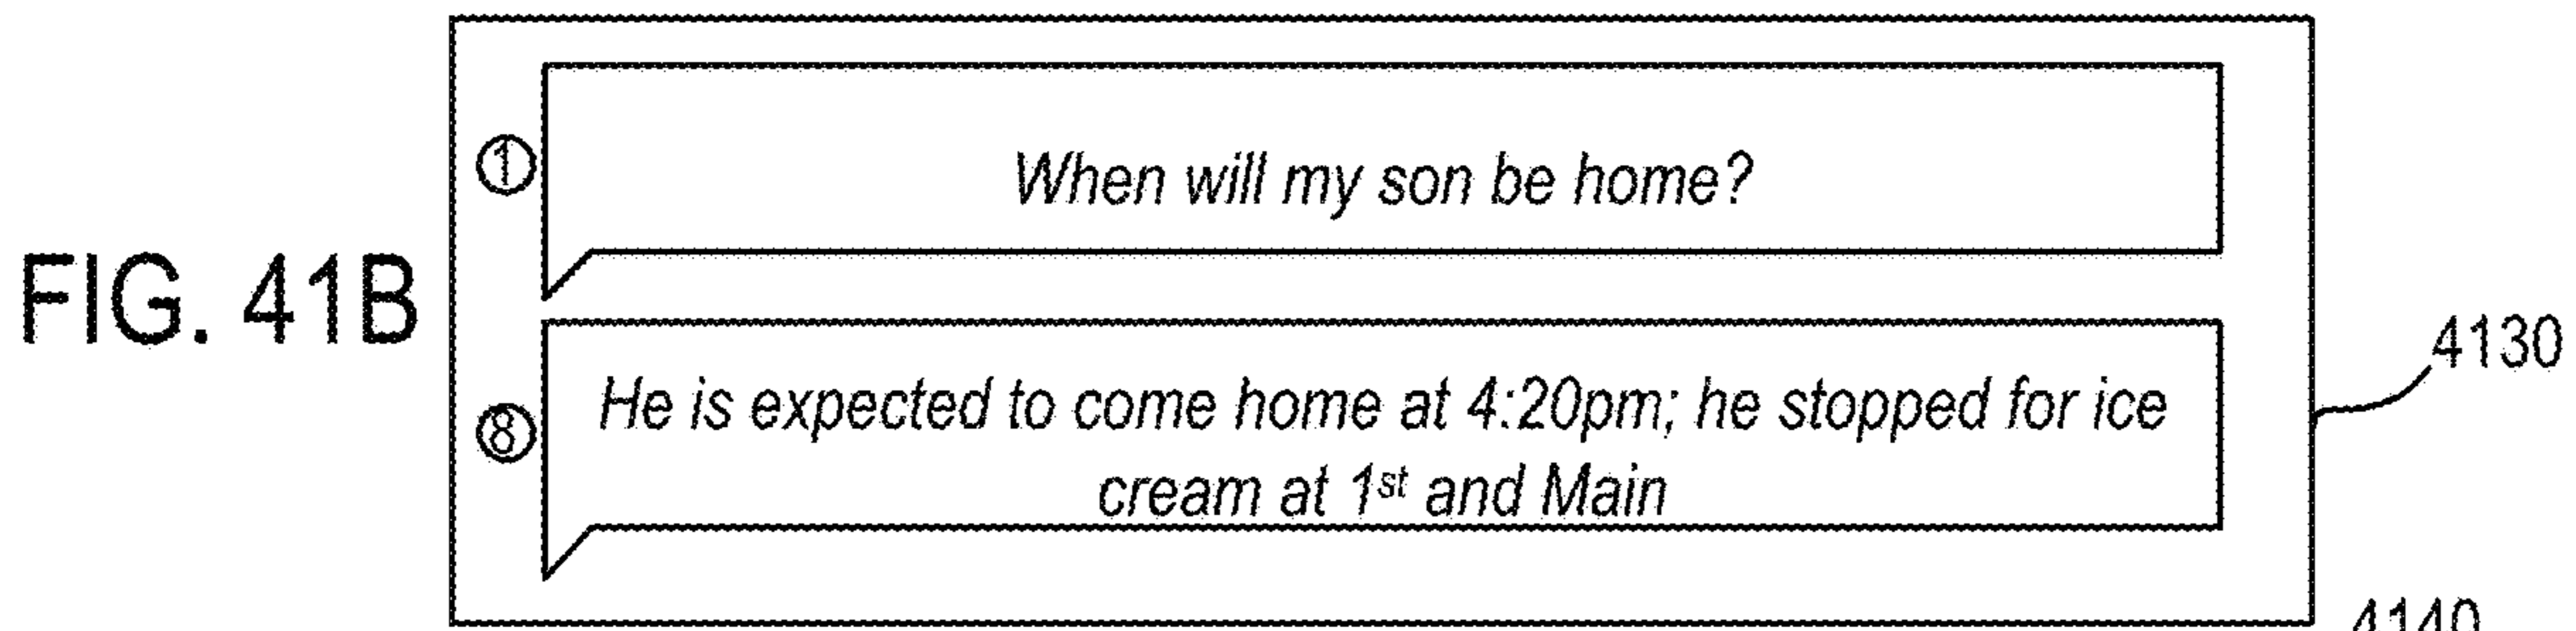 FIG. 41B
①
When will my son be home?
⑧
He is expected to come home at 4:20pm; he stopped for ice
cream at 1st and Main
4130
4140